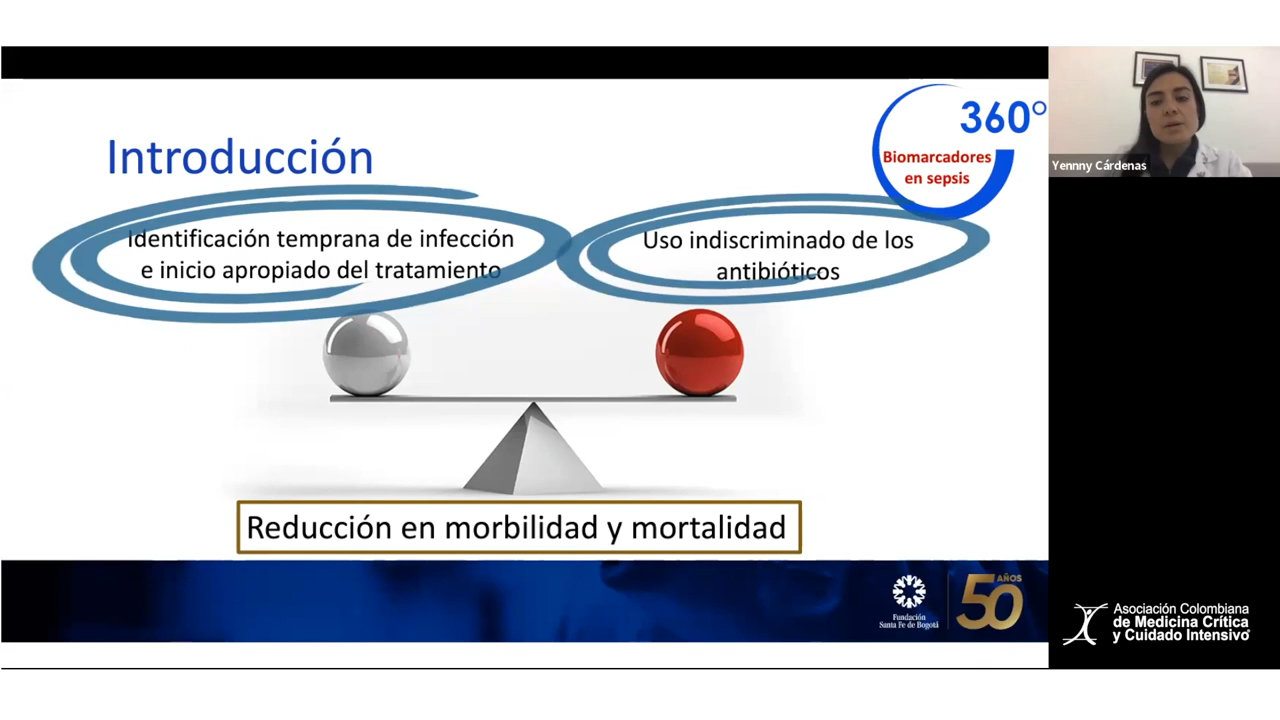 Introducción
360°
Biomarcadores
en sepsis
Identificación temprana de infección
e inicio apropiado del tratamiento
Uso indiscriminado de los
antibióticos
Reducción en morbilidad y mortalidad
Fundación
Santa Fe de Bogotá
50 AÑOS
Yennny Cárdenas
Asociación Colombiana
de Medicina Crítica
y Cuidado Intensivo